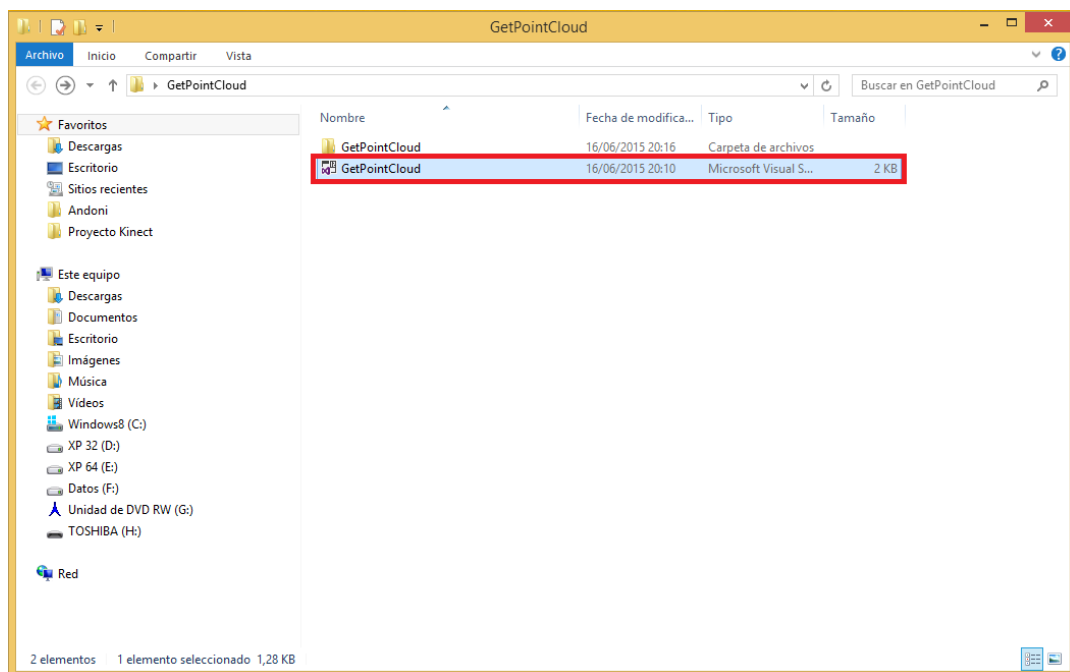 GetPointCloud
Archivo Inicio Compartir Vista
GetPointCloud Buscar en GetPointCloud
Nombre Fecha de modifica... Tipo Tamaño
GetPointCloud 16/06/2015 20:16 Carpeta de archivos
GetPointCloud 16/06/2015 20:10 Microsoft Visual S... 2 KB
Favoritos
Descargas
Escritorio
Sitios recientes
Andoni
Proyecto Kinect
Este equipo
Descargas
Documentos
Escritorio
Imágenes
Música
Vídeos
Windows8 (C:)
XP 32 (D:)
XP 64 (E:)
Datos (F:)
Unidad de DVD RW (G:)
TOSHIBA (H:)
Red
2 elementos 1 elemento seleccionado 1,28 KB